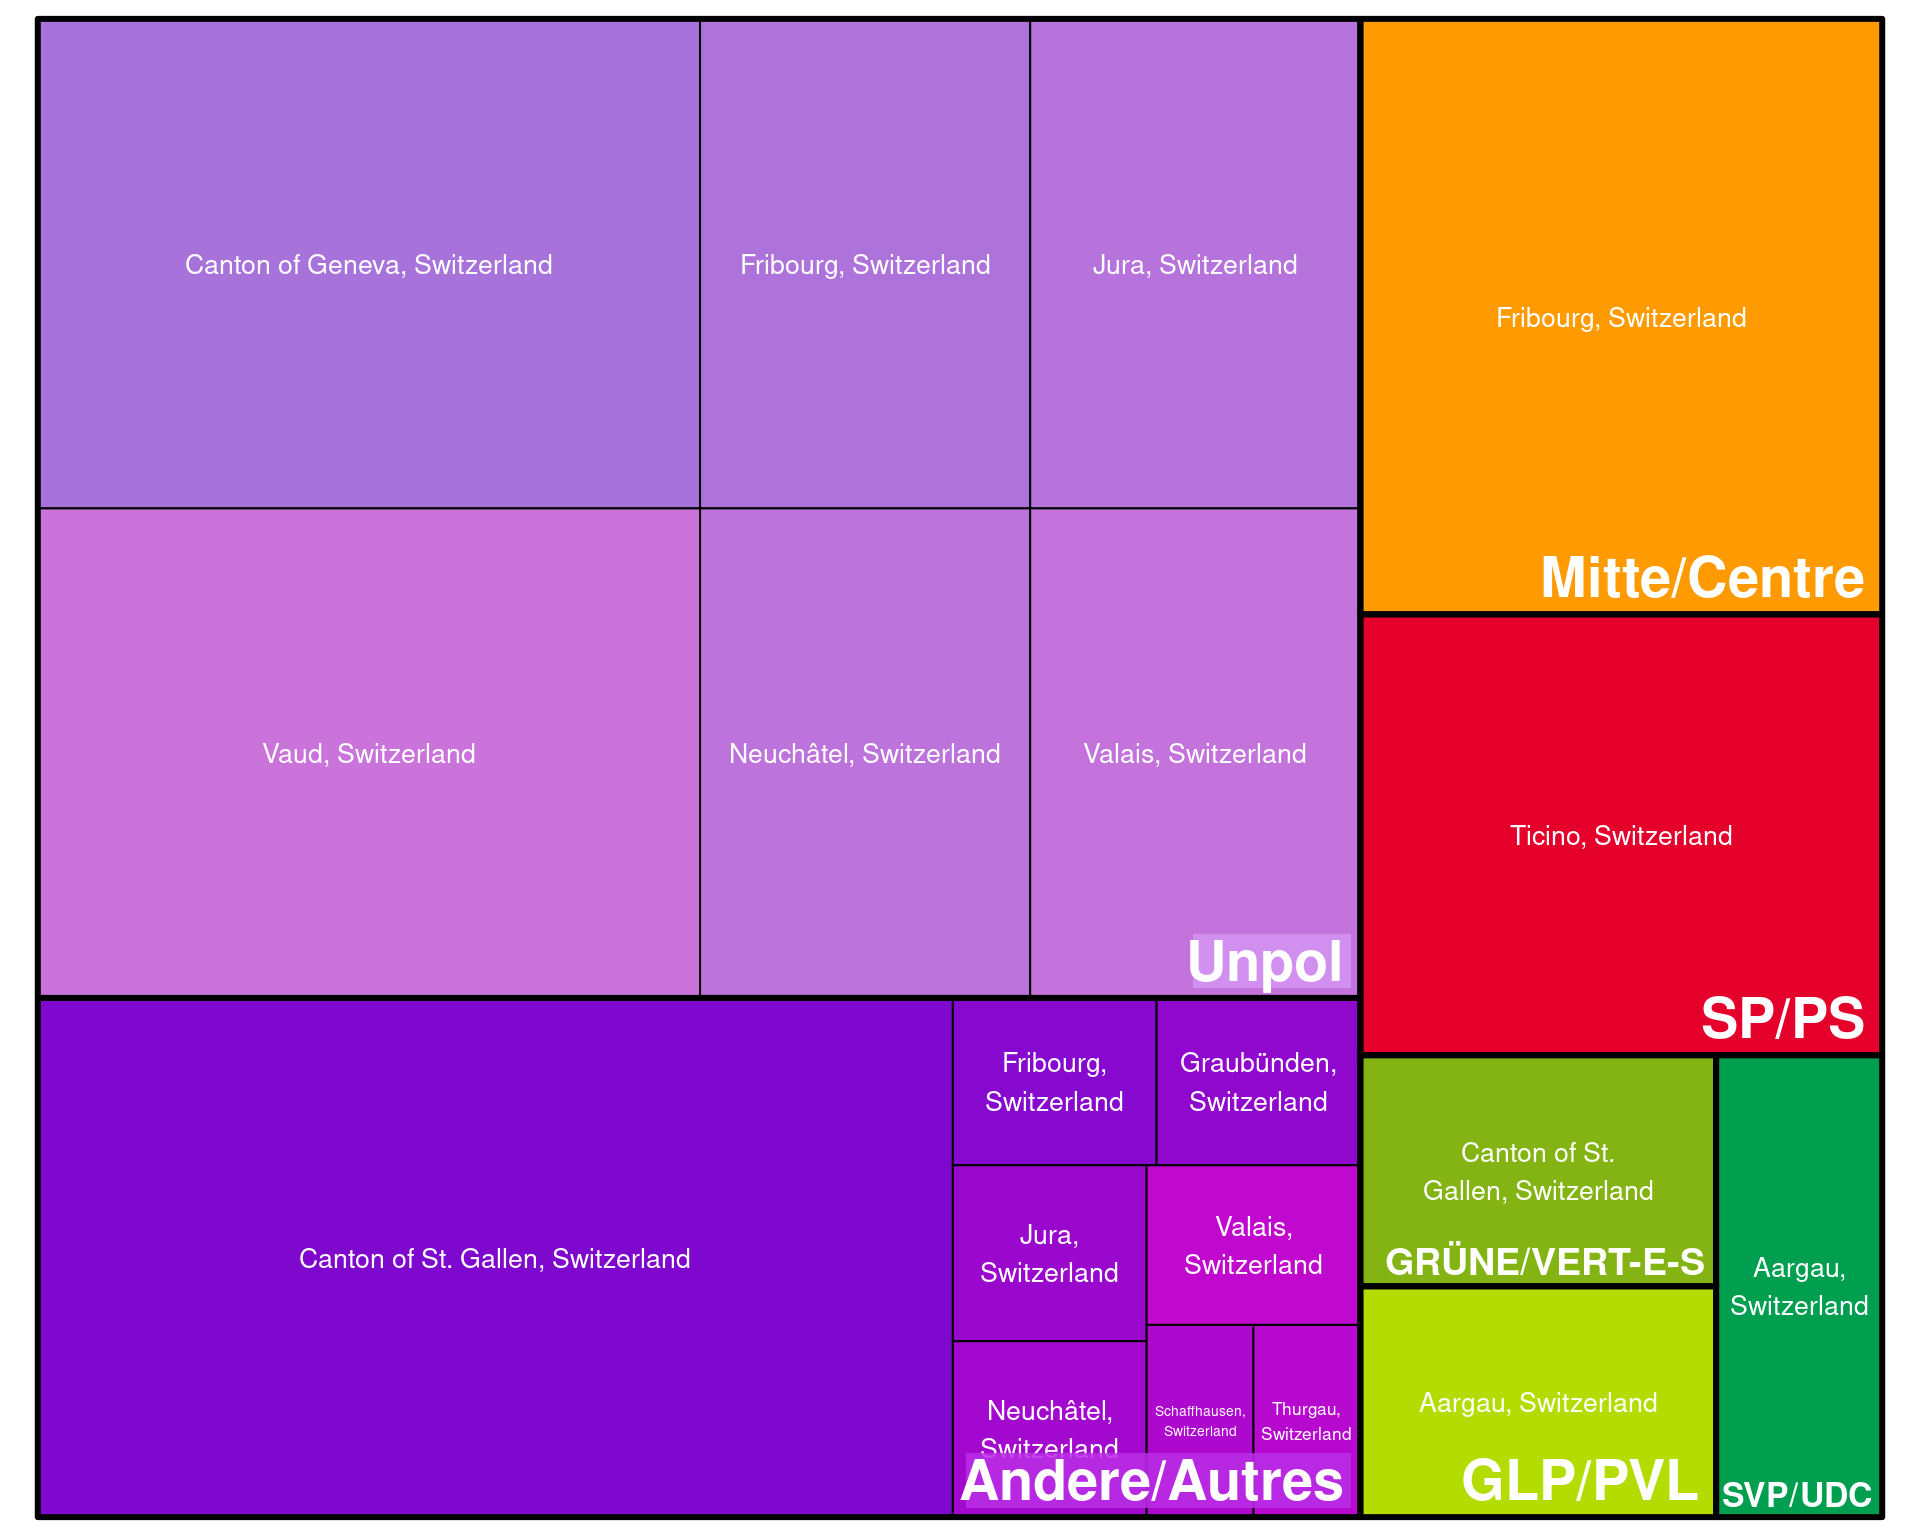 Canton of Geneva, Switzerland
Fribourg, Switzerland
Jura, Switzerland
Vaud, Switzerland
Neuchâtel, Switzerland
Valais, Switzerland
Unpol
Canton of St. Gallen, Switzerland
Fribourg,
Switzerland
Graubünden,
Switzerland
Jura,
Switzerland
Valais,
Switzerland
Neuchâtel,
Switzerland
Schaffhausen,
Switzerland
Thurgau,
Switzerland
Andere/Autres
Fribourg, Switzerland
Mitte/Centre
Ticino, Switzerland
SP/PS
Canton of St.
Gallen, Switzerland
GRÜNE/VERT-E-S
Aargau, Switzerland
GLP/PVL
Aargau,
Switzerland
SVP/UDC